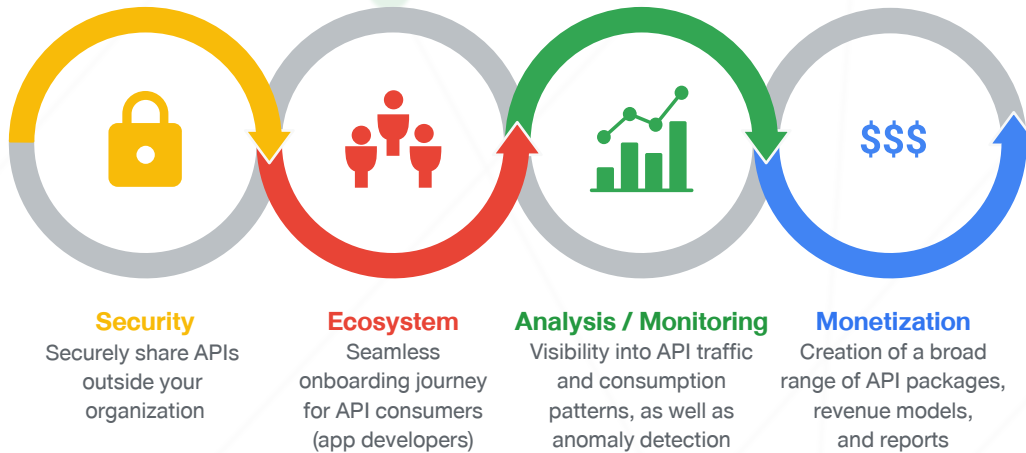 $$$
Security
Securely share APIs
outside your
organization
Ecosystem
Seamless
onboarding journey
for API consumers
(app developers)
Analysis / Monitoring
Visibility into API traffic
and consumption
patterns, as well as
anomaly detection
Monetization
Creation of a broad
range of API packages,
revenue models,
and reports